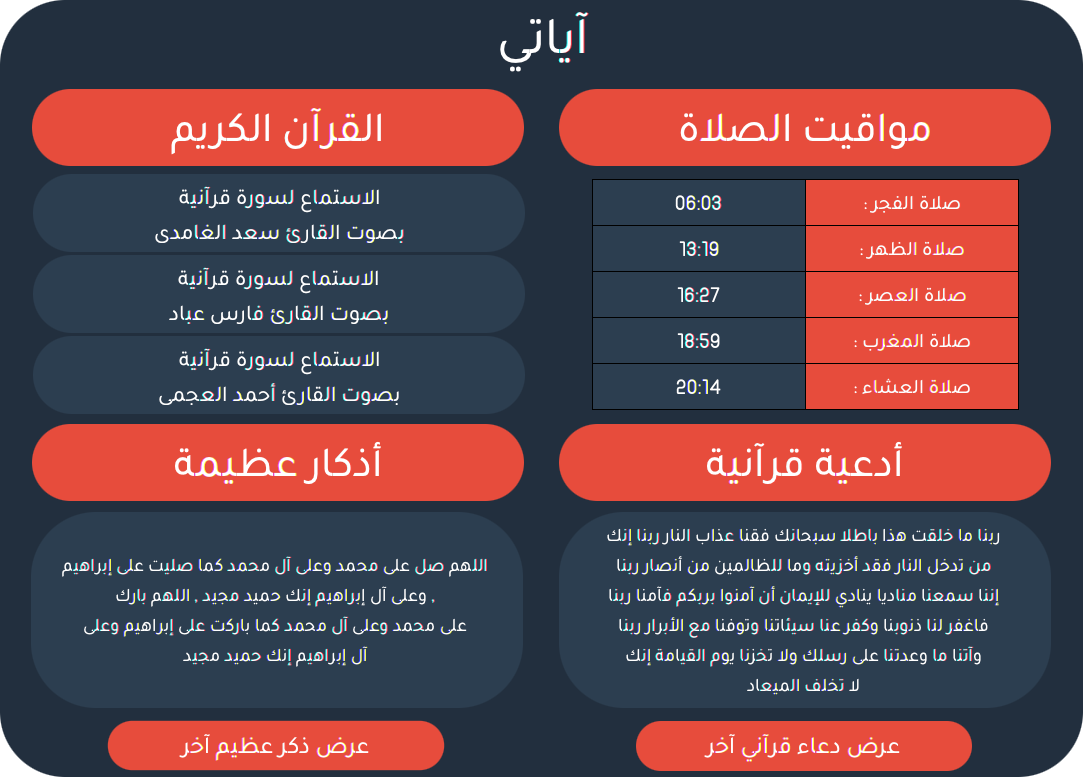 آياتي
مواقيت الصلاة
صلاة الفجر : 06:03
صلاة الظهر : 13:19
صلاة العصر : 16:27
صلاة المغرب : 18:59
صلاة العشاء : 20:14
القرآن الكريم
الاستماع لسورة قرآنية
بصوت القارئ سعد الغامدى
الاستماع لسورة قرآنية
بصوت القارئ فارس عباد
الاستماع لسورة قرآنية
بصوت القارئ أحمد العجمى
أدعية قرآنية
ربنا ما خلقت هذا باطلا سبحانك فقنا عذاب النار ربنا إنك
من تدخل النار فقد أخزيته وما للظالمين من أنصار ربنا
إننا سمعنا مناديا ينادي للإيمان أن آمنوا بربكم فآمنا ربنا
فاغفر لنا ذنوبنا وكفر عنا سيئاتنا وتوفنا مع الأبرار ربنا
وآتنا ما وعدتنا على رسلك ولا تخزنا يوم القيامة إنك
لا تخلف الميعاد
عرض دعاء قرآني آخر
أذكار عظيمة
اللهم صل على محمد وعلى آل محمد كما صليت على إبراهيم
, وعلى آل إبراهيم إنك حميد مجيد , اللهم بارك
على محمد وعلى آل محمد كما باركت على إبراهيم وعلى
آل إبراهيم إنك حميد مجيد
عرض ذكر عظيم آخر